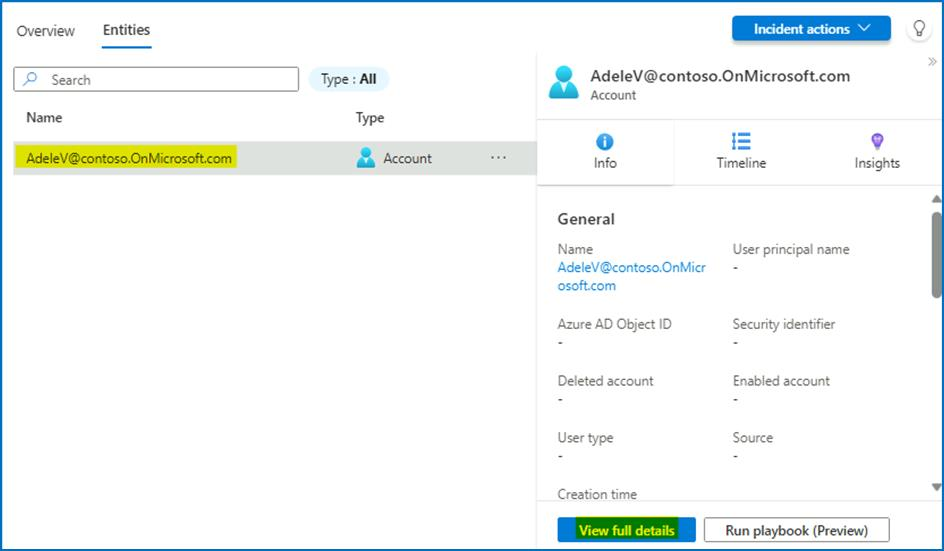 Overview Entities Incident actions
Search Type : All
Name Type
AdeleV@contoso.OnMicrosoft.com Account ...
AdeleV@contoso.OnMicrosoft.com
Account
Info Timeline Insights
General
Name User principal name
AdeleV@contoso.OnMicr -
osoft.com
Azure AD Object ID Security identifier
- -
Deleted account Enabled account
- -
User type Source
- -
Creation time
View full details Run playbook (Preview)